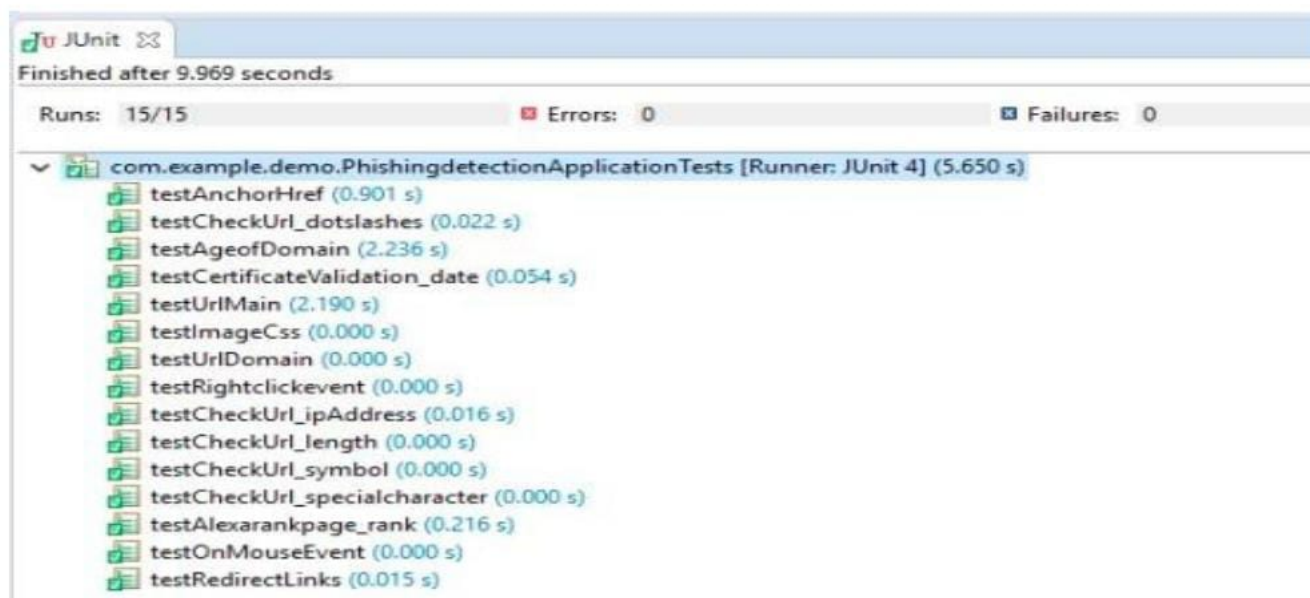 JUnit
Finished after 9.969 seconds
Runs: 15/15 Errors: 0 Failures: 0
com.example.demo.PhishingdetectionApplicationTests [Runner: JUnit 4] (5.650 s)
testAnchorHref (0.901 s)
testCheckUrl_dotslashes (0.022 s)
testAgeofDomain (2.236 s)
testCertificateValidation_date (0.054 s)
testUrlMain (2.190 s)
testImageCss (0.000 s)
testUrlDomain (0.000 s)
testRightclickevent (0.000 s)
testCheckUrl_ipAddress (0.016 s)
testCheckUrl_length (0.000 s)
testCheckUrl_symbol (0.000 s)
testCheckUrl_specialcharacter (0.000 s)
testAlexarankpage_rank (0.216 s)
testOnMouseEvent (0.000 s)
testRedirectLinks (0.015 s)